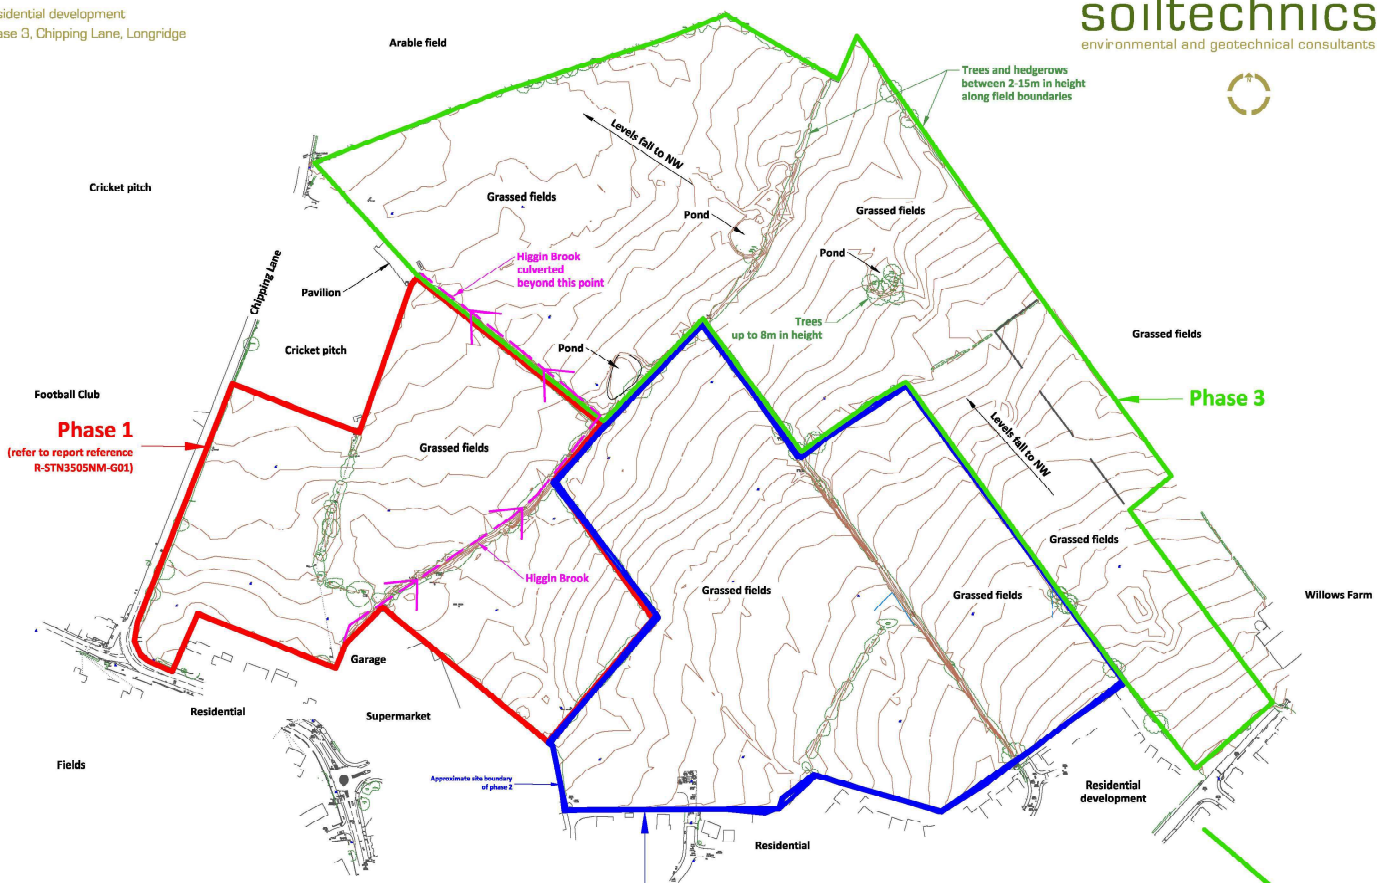 sidential development
ase 3, Chipping Lane, Longridge
soiltechnics
environmental and geotechnical consultants
N
Arable field
Trees and hedgerows
between 2-15m in height
along field boundaries
Levels fall to NW
Cricket pitch
Grassed fields
Pond
Grassed fields
Pond
Higgin Brook
culverted
beyond this point
Chipping Lane
Pavilion
Trees
up to 8m in height
Grassed fields
Cricket pitch
Pond
Football Club
Phase 3
Phase 1
(refer to report reference
R-STN3505NM-G01)
Grassed fields
Levels fall to NW
Grassed fields
Higgin Brook
Grassed fields
Grassed fields
Willows Farm
Garage
Residential
Supermarket
Fields
Approximate site boundary
of phase 2
Residential
development
Residential